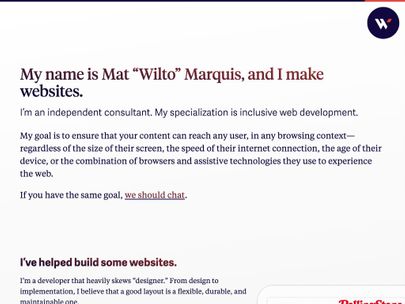 W
My name is Mat “Wilto” Marquis, and I make
websites.
I’m an independent consultant. My specialization is inclusive web development.
My goal is to ensure that your content can reach any user, in any browsing context—
regardless of the size of their screen, the speed of their internet connection, the age of their
device, or the combination of browsers and assistive technologies they use to experience
the web.
If you have the same goal, we should chat.
I’ve helped build some websites.
I’m a developer that heavily skews “designer.” From design to
implementation, I believe that a good layout is a flexible, durable, and
maintainable one.
RollingStone